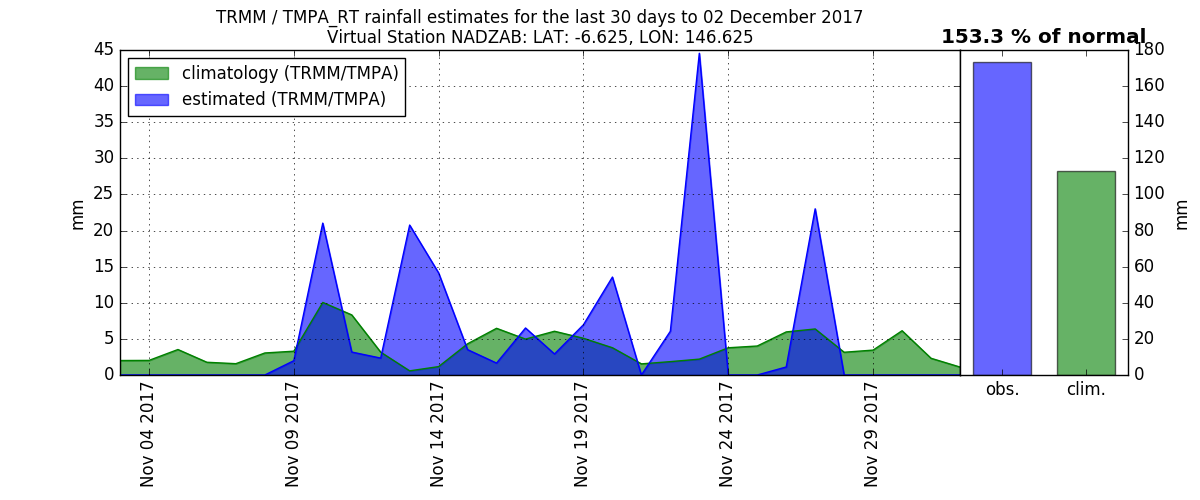 TRMM / TMPA_RT rainfall estimates for the last 30 days to 02 December 2017
Virtual Station NADZAB: LAT: -6.625, LON: 146.625
153.3 % of normal
climatology (TRMM/TMPA)
estimated (TRMM/TMPA)
mm
45
40
35
30
25
20
15
10
5
0
Nov 04 2017
Nov 09 2017
Nov 14 2017
Nov 19 2017
Nov 24 2017
Nov 29 2017
obs.
clim.
180
160
140
120
100
80
60
40
20
0
mm